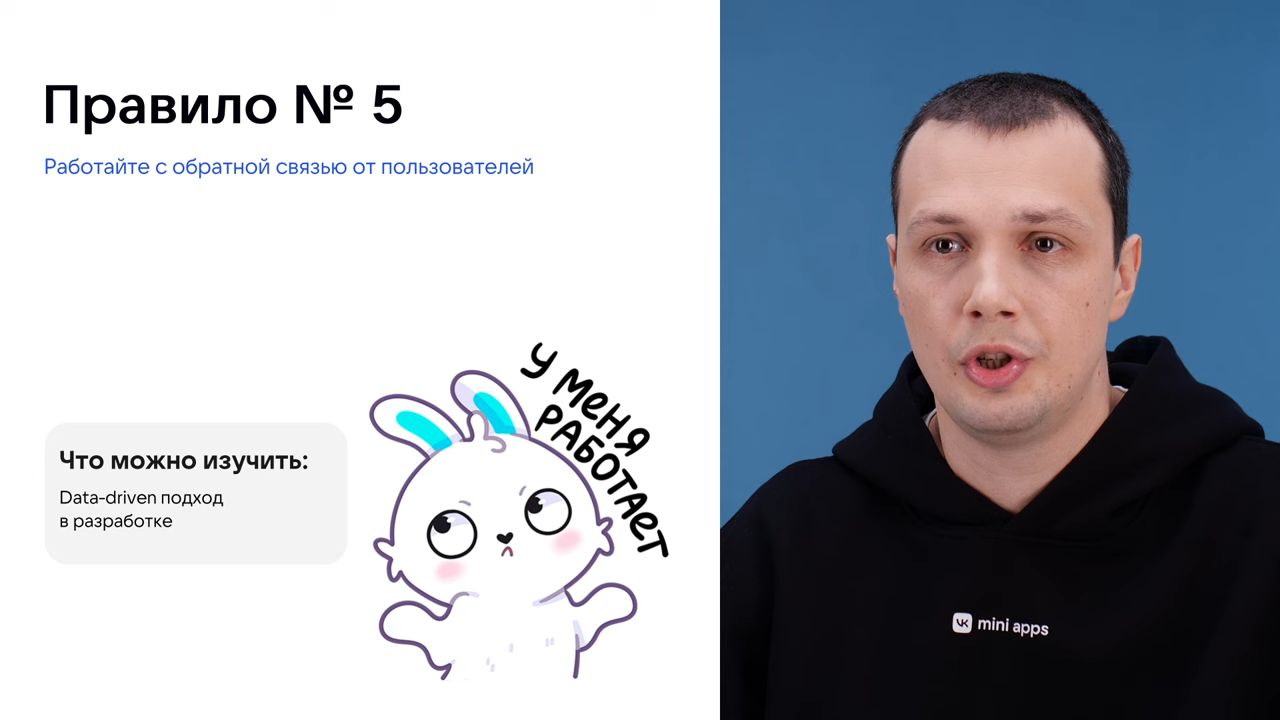 Правило № 5
Работайте с обратной связью от пользователей
У МЕНЯ
РАБОТАЕТ
Что можно изучить:
Data-driven подход
в разработке
mini apps